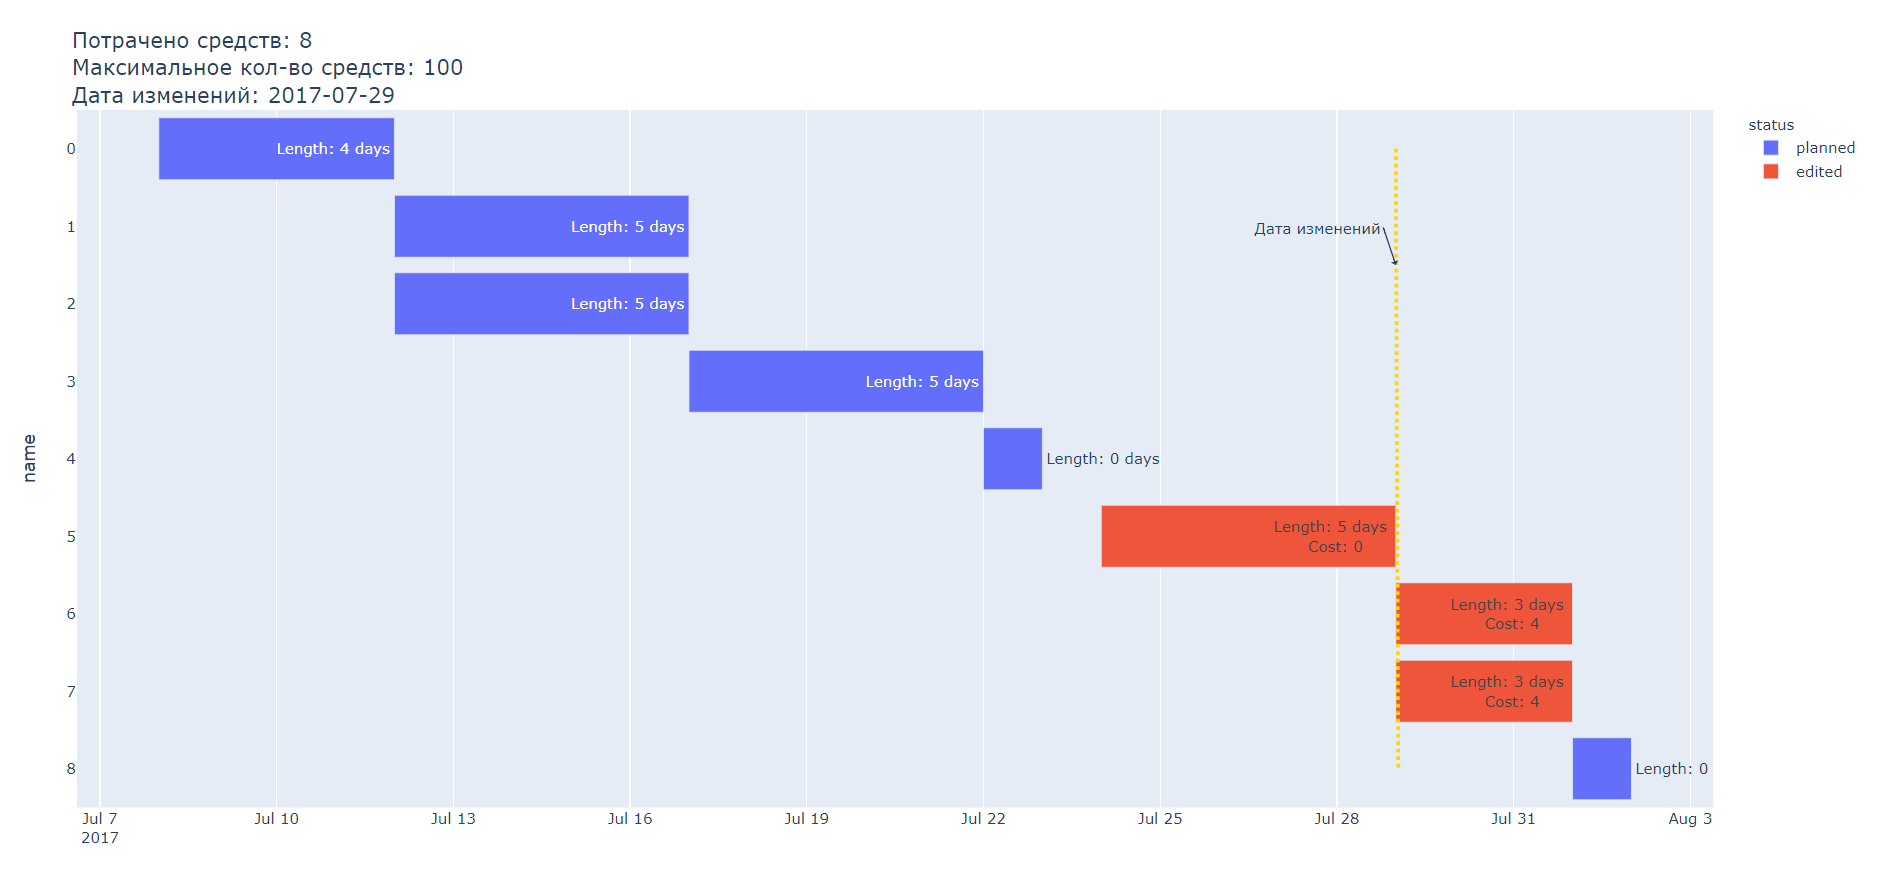 Потрачено средств: 8
Максимальное кол-во средств: 100
Дата изменений: 2017-07-29
status
planned
edited
name
0
Length: 4 days
1
Length: 5 days
Дата изменений
2
Length: 5 days
3
Length: 5 days
4
Length: 0 days
5
Length: 5 days
Cost: 0
6
Length: 3 days
Cost: 4
7
Length: 3 days
Cost: 4
8
Length: 0
Jul 7
2017
Jul 10
Jul 13
Jul 16
Jul 19
Jul 22
Jul 25
Jul 28
Jul 31
Aug 3